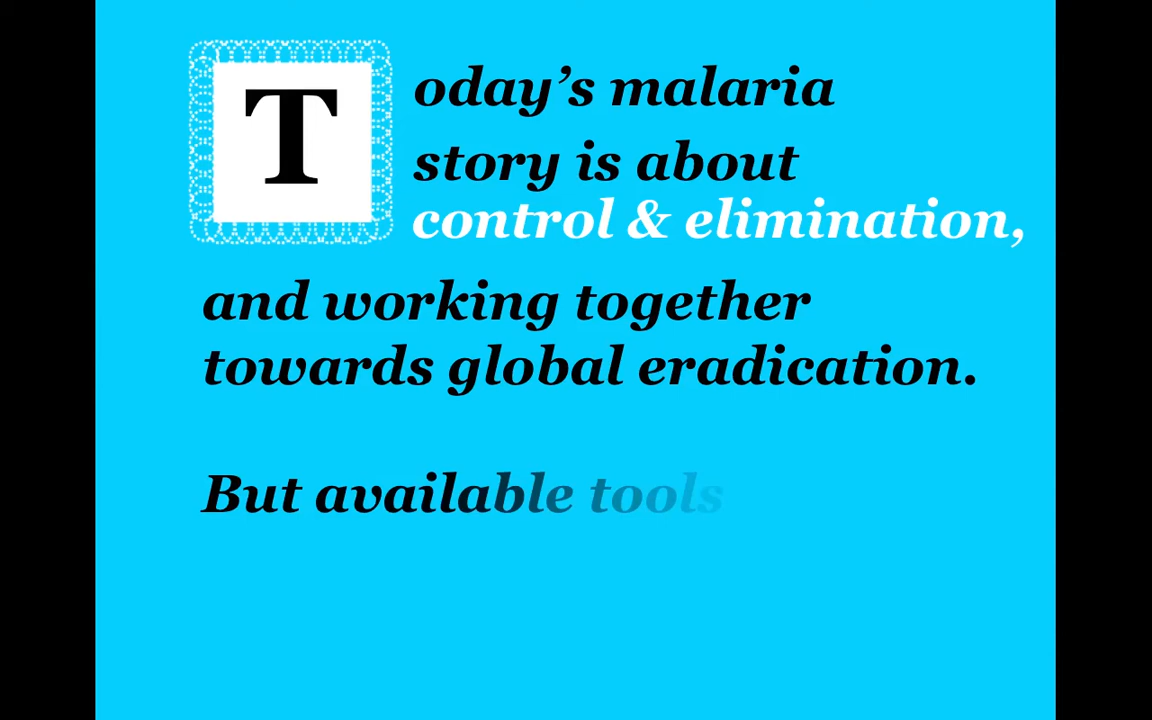 Today’s malaria
story is about
control & elimination,
and working together
towards global eradication.
But available tools